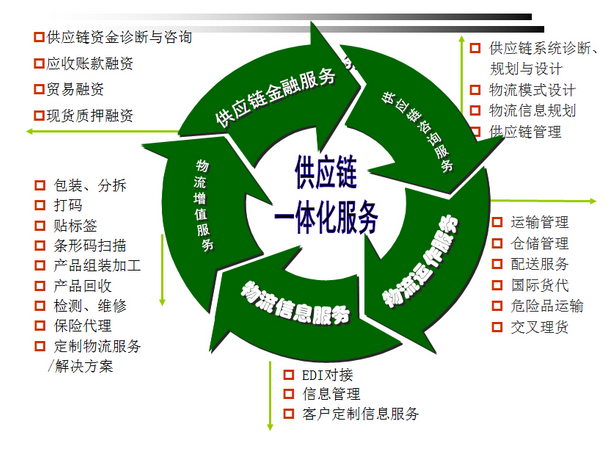 供应链资金诊断与咨询
应收账款融资
贸易融资
现货质押融资
供应链金融服务
供应链咨询服务
供应链系统诊断、
规划与设计
物流模式设计
物流信息规划
供应链管理
供应链
一体化服务
物流增值服务
包装、分拆
打码
贴标签
条形码扫描
产品组装加工
产品回收
检测、维修
保险代理
定制物流服务
/解决方案
物流运作服务
运输管理
仓储管理
配送服务
国际货代
危险品运输
交叉理货
物流信息服务
EDI对接
信息管理
客户定制信息服务